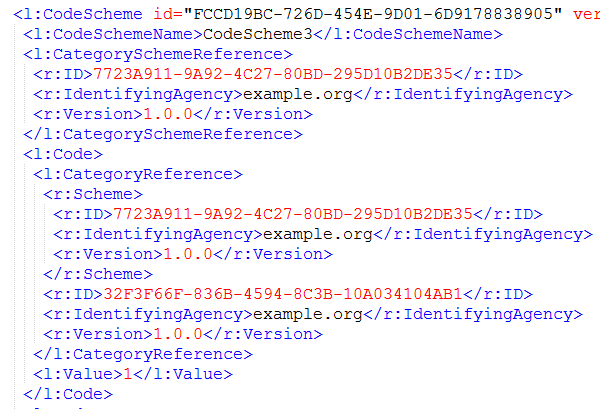 <l:CodeScheme id="FCCD19BC-726D-454E-9D01-6D9178838905" ver
<l:CodeSchemeName>CodeScheme3</l:CodeSchemeName>
<l:CategorySchemeReference>
<r:ID>7723A911-9A92-4C27-80BD-295D10B2DE35</r:ID>
<r:IdentifyingAgency>example.org</r:IdentifyingAgency>
<r:Version>1.0.0</r:Version>
</l:CategorySchemeReference>
<l:Code>
<l:CategoryReference>
<r:Scheme>
<r:ID>7723A911-9A92-4C27-80BD-295D10B2DE35</r:ID>
<r:IdentifyingAgency>example.org</r:IdentifyingAgency>
<r:Version>1.0.0</r:Version>
</r:Scheme>
<r:ID>32F3F66F-836B-4594-8C3B-10A034104AB1</r:ID>
<r:IdentifyingAgency>example.org</r:IdentifyingAgency>
<r:Version>1.0.0</r:Version>
</l:CategoryReference>
<l:Value>1</l:Value>
</l:Code>